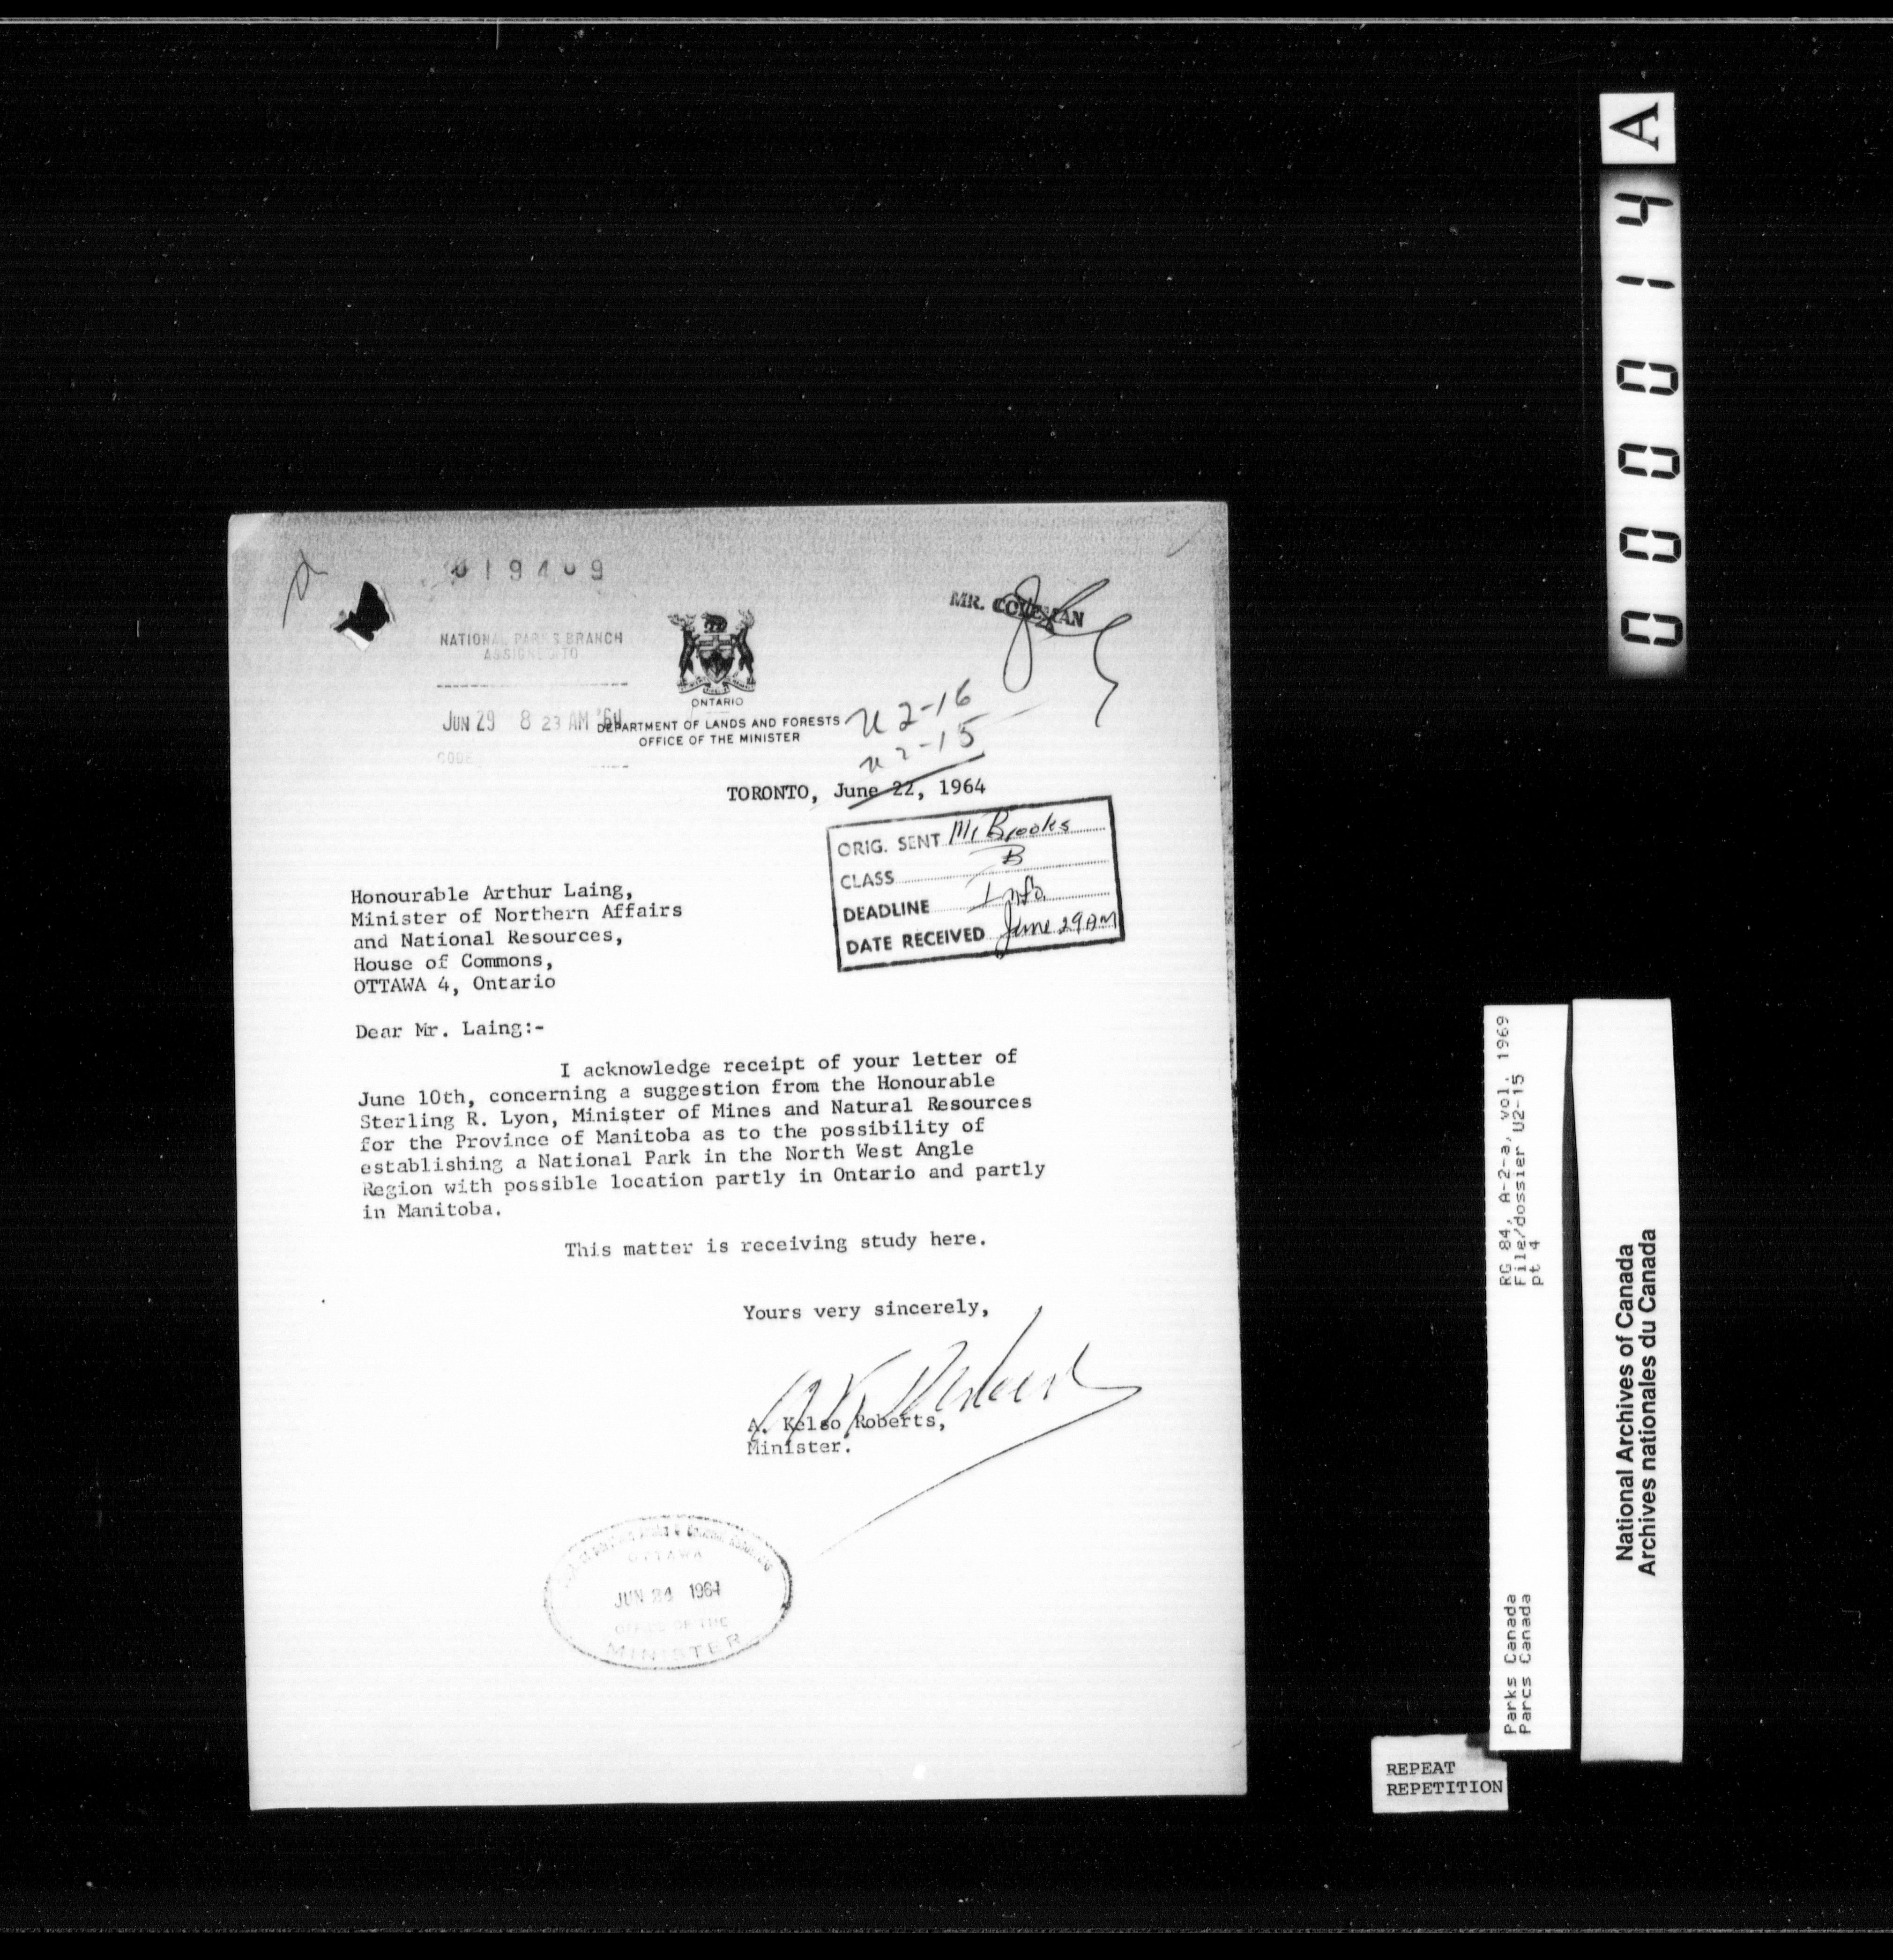 019409
MR. COLEMAN
NATIONAL PARKS BRANCH
ASSIGNED TO
ONTARIO
JUN 29 8 23 AM '64
DEPARTMENT OF LANDS AND FORESTS
OFFICE OF THE MINISTER
CODE
U2-16
U2-15
TORONTO, June 22, 1964
ORIG. SENT Mr Brooks
CLASS B
DEADLINE Info
DATE RECEIVED June 29 AM
Honourable Arthur Laing,
Minister of Northern Affairs
and National Resources,
House of Commons,
OTTAWA 4, Ontario
Dear Mr. Laing:-
I acknowledge receipt of your letter of
June 10th, concerning a suggestion from the Honourable
Sterling R. Lyon, Minister of Mines and Natural Resources
for the Province of Manitoba as to the possibility of
establishing a National Park in the North West Angle
Region with possible location partly in Ontario and partly
in Manitoba.
This matter is receiving study here.
Yours very sincerely,
A. Kelso Roberts,
Minister.
OTTAWA
JUN 24 1964
OFFICE OF THE
MINISTER
000014
A
RG 84, A-2-a, vol. 1969
File/dossier U2-15
pt 4
Parks Canada
Parcs Canada
National Archives of Canada
Archives nationales du Canada
REPEAT
REPETITION